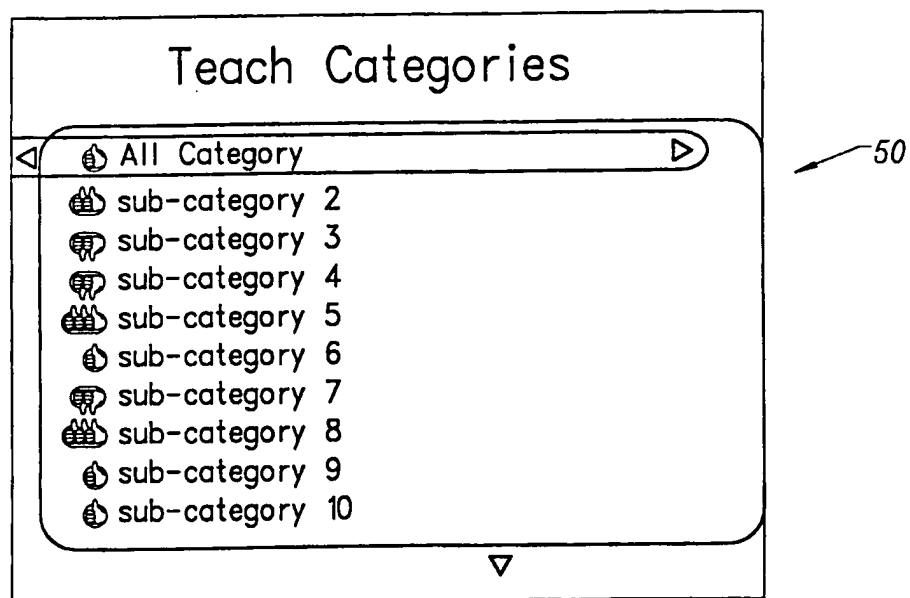 Teach Categories
All Category
50
sub-category 2
sub-category 3
sub-category 4
sub-category 5
sub-category 6
sub-category 7
sub-category 8
sub-category 9
sub-category 10